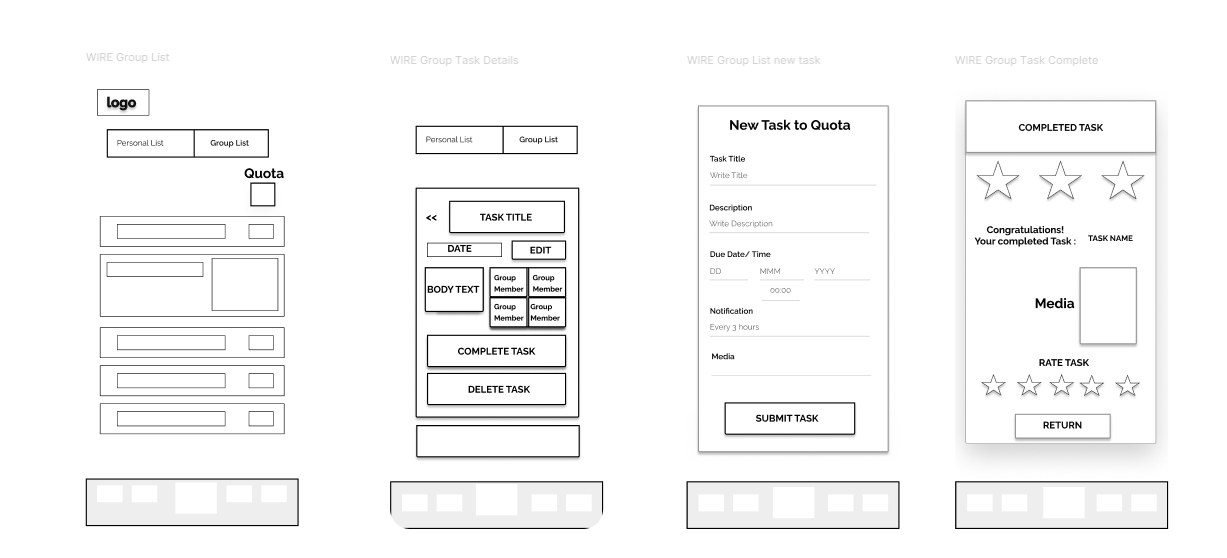 WIRE Group List
logo
Personal List
Group List
Quota
WIRE Group Task Details
Personal List
Group List
<<
TASK TITLE
DATE
EDIT
BODY TEXT
Group Member
Group Member
Group Member
Group Member
COMPLETE TASK
DELETE TASK
WIRE Group List new task
New Task to Quota
Task Title
Write Title
Description
Write Description
Due Date/ Time
DD
MMM
YYYY
00:00
Notification
Every 3 hours
Media
SUBMIT TASK
WIRE Group Task Complete
COMPLETED TASK
Congratulations!
Your completed Task :
TASK NAME
Media
RATE TASK
RETURN